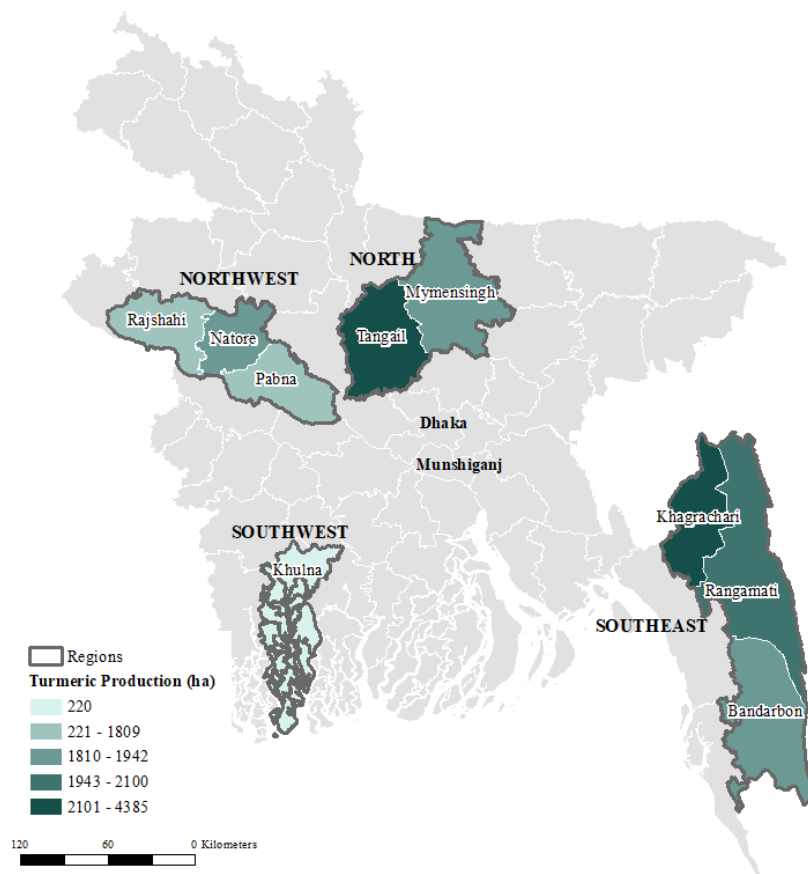 NORTH
NORTHWEST
Mymensingh
Rajshahi
Natore
Tangail
Pabna
Dhaka
Munshiganj
Khagrachari
SOUTHWEST
Khulna
Rangamati
SOUTHEAST
Bandarbon
Regions
Turmeric Production (ha)
220
221 - 1809
1810 - 1942
1943 - 2100
2101 - 4385
120 60 0 Kilometers